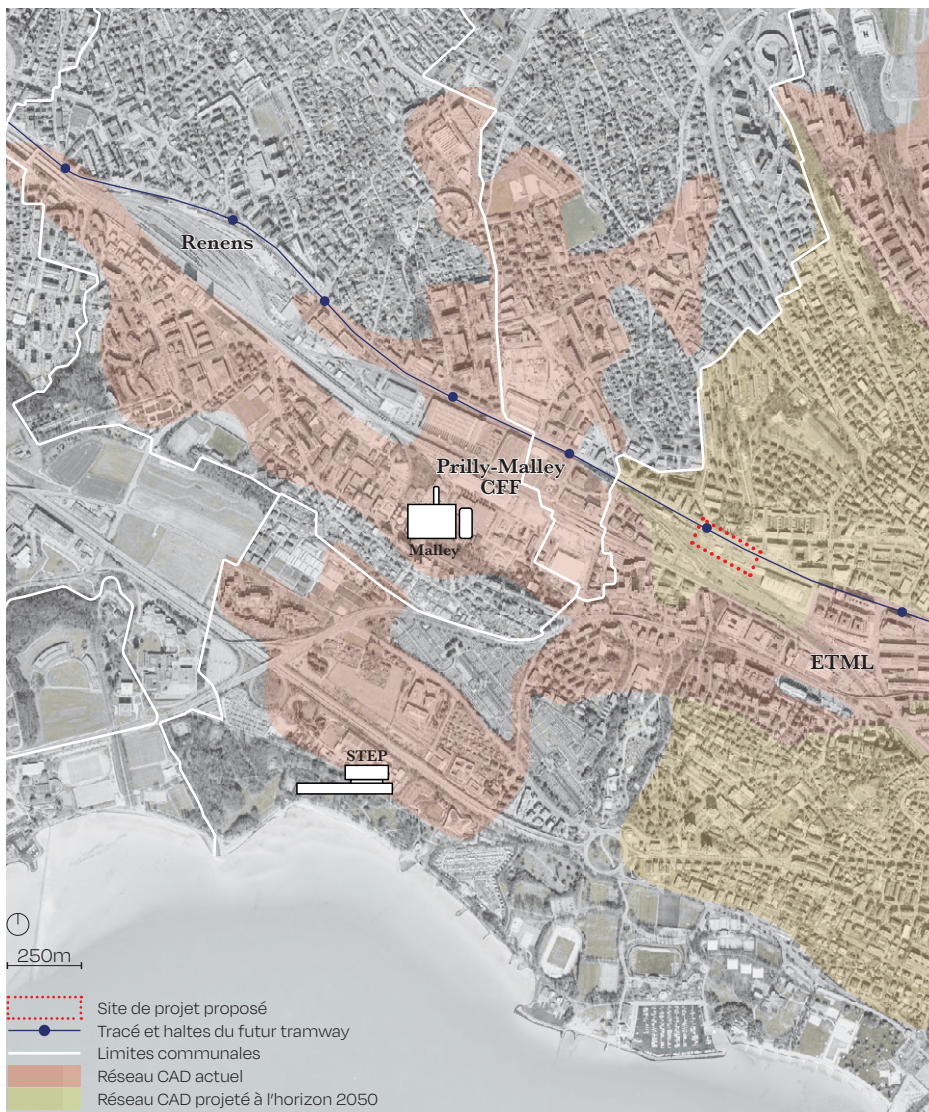 Renens
Prilly-Malley
CFF
Malley
ETML
STEP
250m
Site de projet proposé
Tracé et haltes du futur tramway
Limites communales
Réseau CAD actuel
Réseau CAD projeté à l'horizon 2050